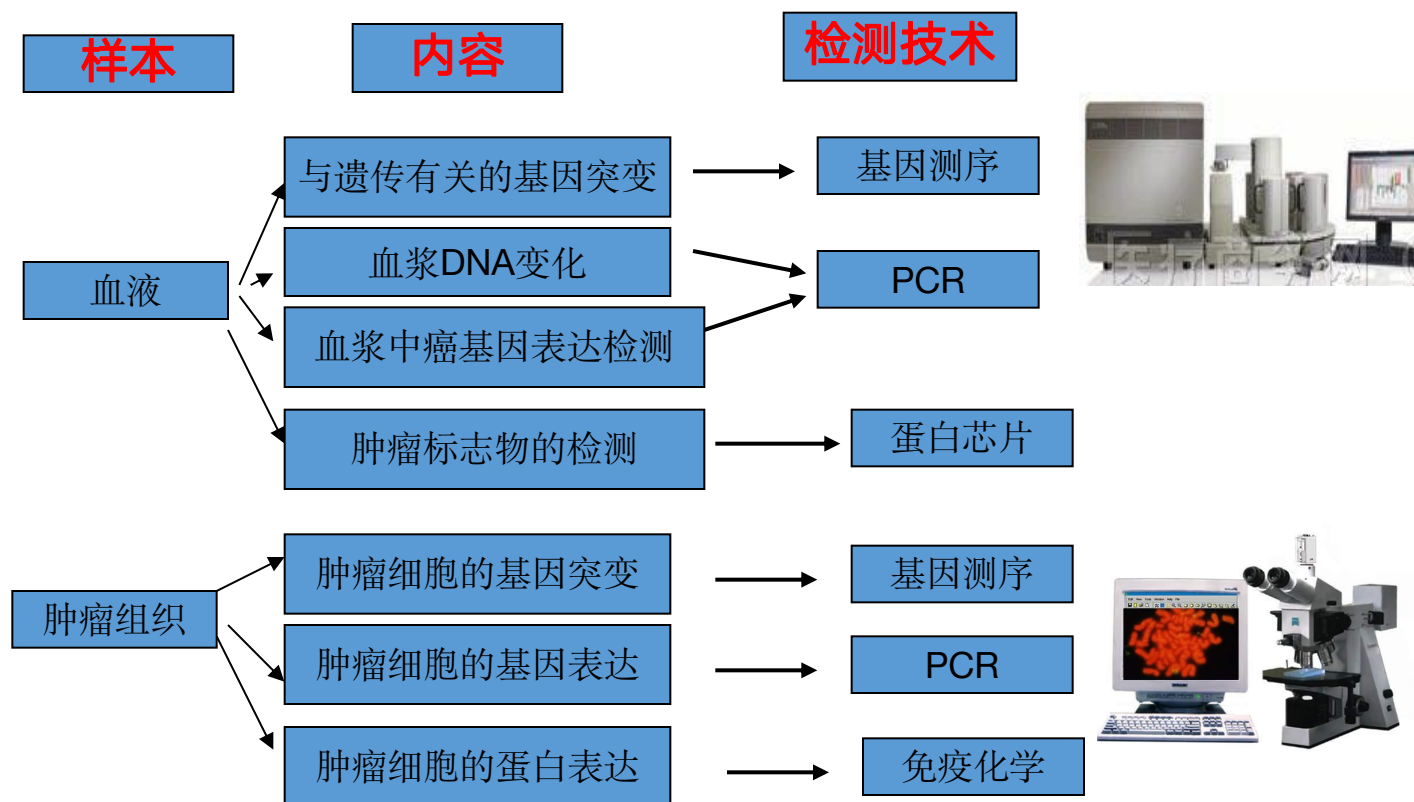 样本
内容
检测技术
与遗传有关的基因突变
基因测序
血液
血浆DNA变化
PCR
血浆中癌基因表达检测
肿瘤标志物的检测
蛋白芯片
肿瘤组织
肿瘤细胞的基因突变
基因测序
肿瘤细胞的基因表达
PCR
肿瘤细胞的蛋白表达
免疫化学